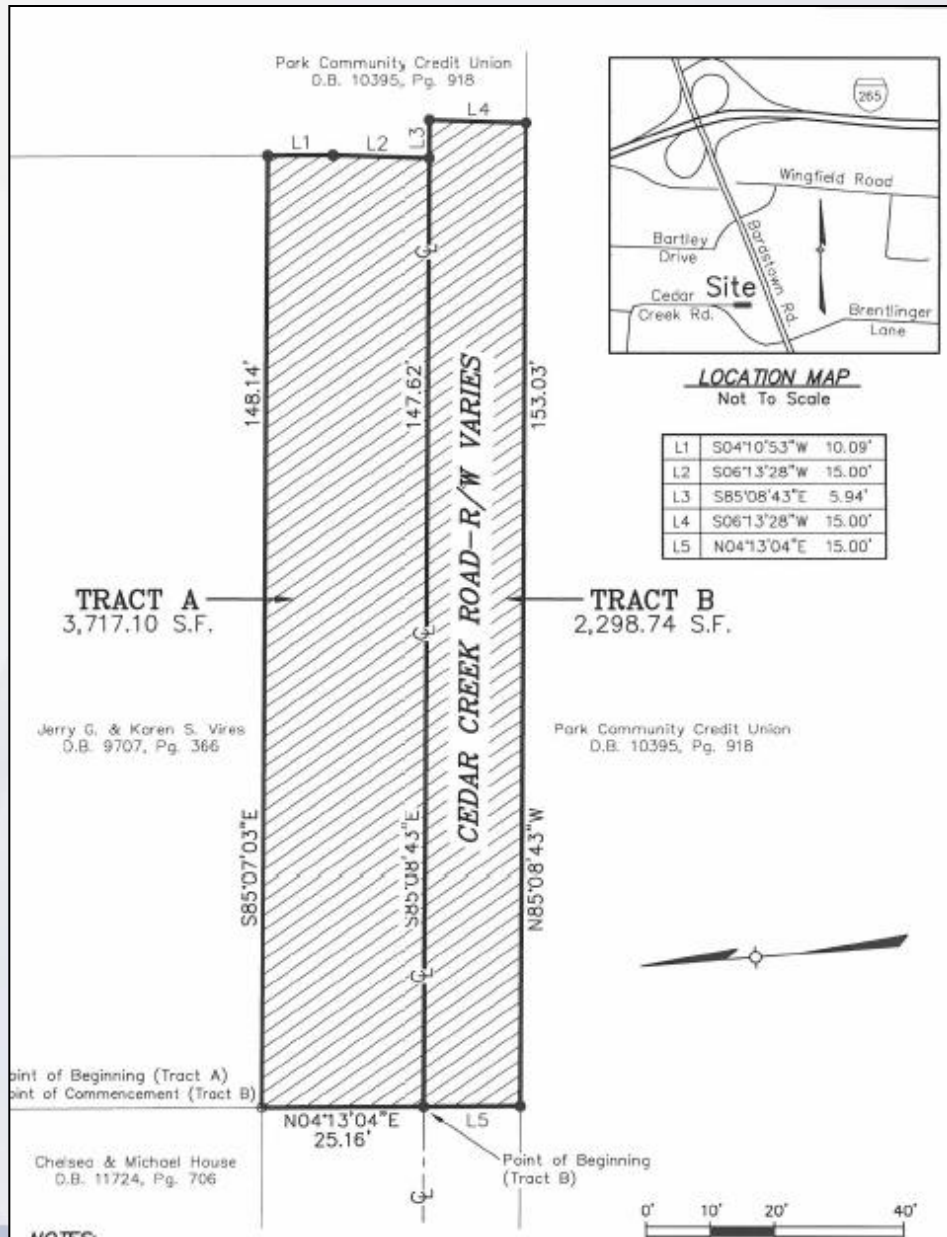 Park Community Credit Union
D.B. 10395, Pg. 918
L4
L3
L1
L2
265
Wingfield Road
Bartley
Drive
Bardstown Rd.
Cedar
Creek Rd.
Site
Brentlinger
Lane
LOCATION MAP
Not To Scale
L1 S04°10'53"W 10.09'
L2 S06°13'28"W 15.00'
L3 S85°08'43"E 5.94'
L4 S06°13'28"W 15.00'
L5 N04°13'04"E 15.00'
148.14'
147.62'
153.03'
CEDAR CREEK ROAD-R/W VARIES
TRACT A
3,717.10 S.F.
TRACT B
2,298.74 S.F.
Jerry G. & Karen S. Vires
D.B. 9707, Pg. 366
Park Community Credit Union
D.B. 10395, Pg. 918
S85°07'03"E
S85°08'43"E
N85°08'43"W
oint of Beginning (Tract A)
oint of Commencement (Tract B)
N04°13'04"E
25.16'
L5
Point of Beginning
(Tract B)
Chelsea & Michael House
D.B. 11724, Pg. 706
0' 10' 20' 40'
NOTES: